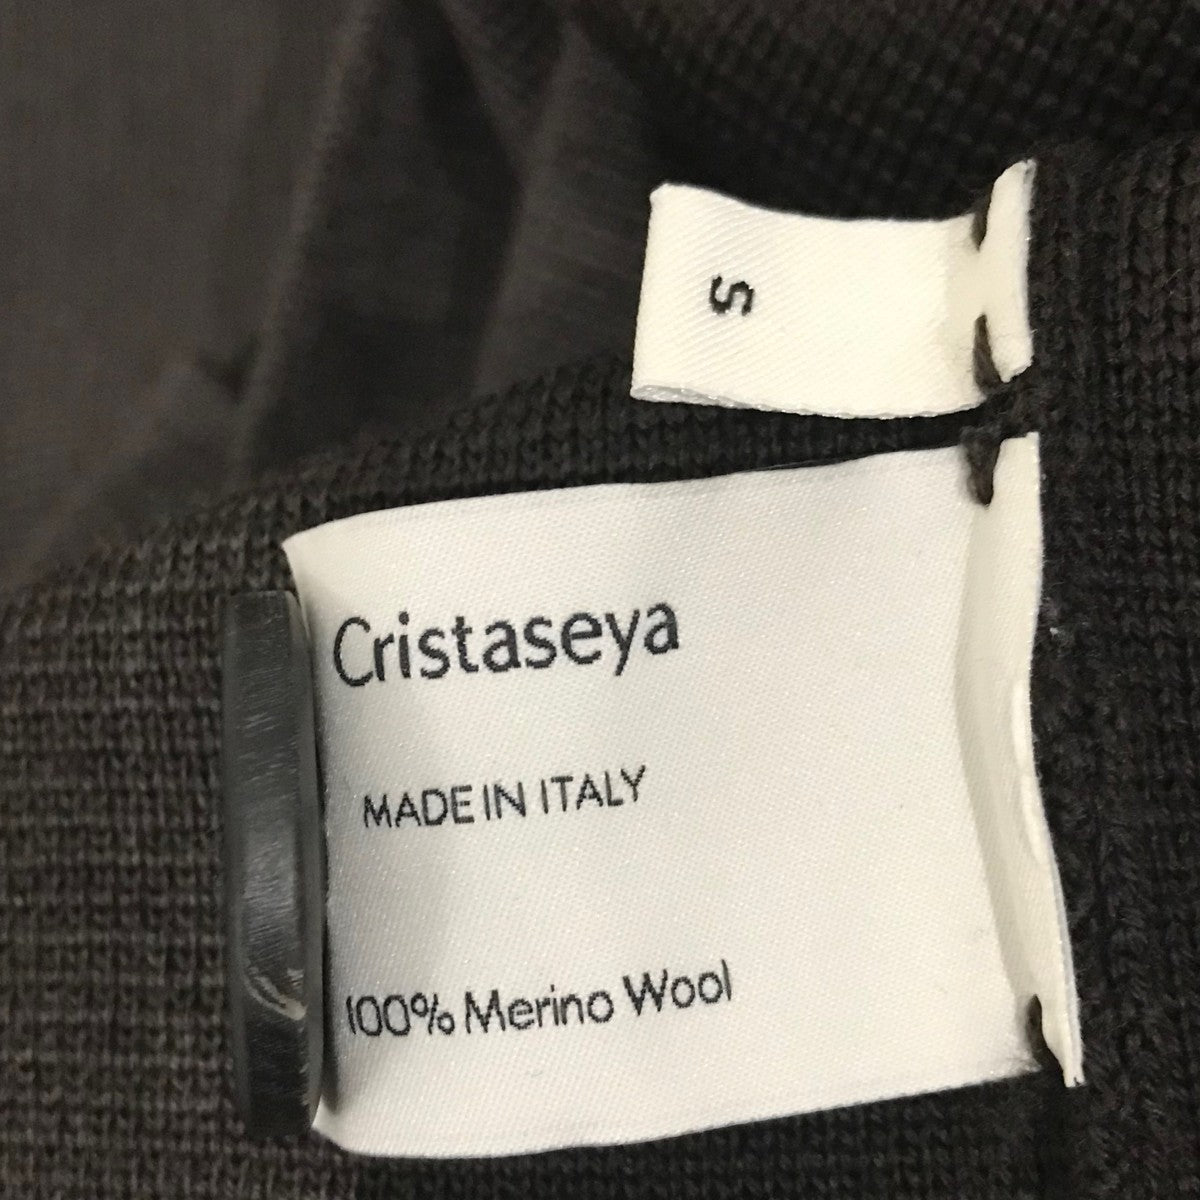 S
Cristaseya
MADE IN ITALY
100% Merino Wool